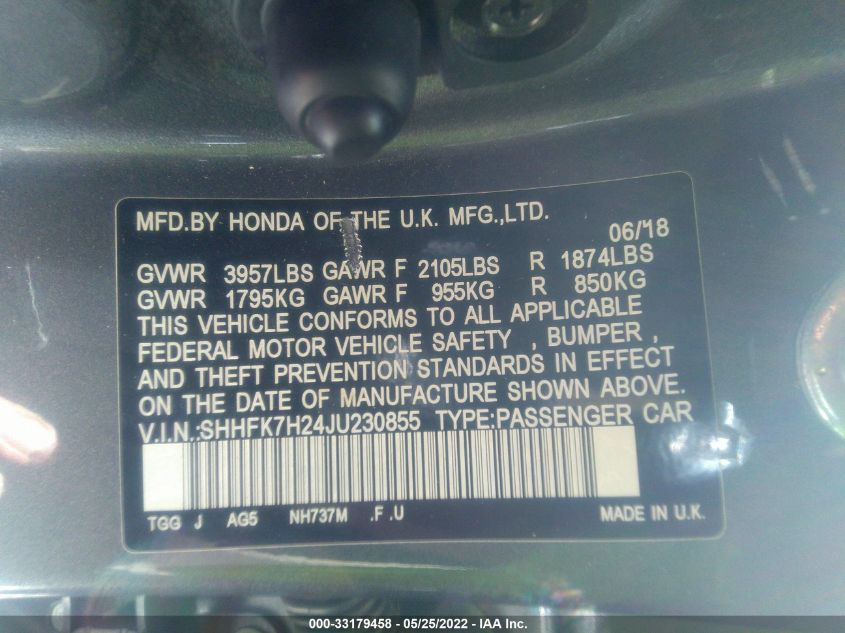 MFD.BY HONDA OF THE U.K. MFG.,LTD.
06/'18
GVWR 3957LBS GAWR F 2105LBS R 1874LBS
GVWR 1795KG GAWR F 955KG R 850KG
THIS VEHICLE CONFORMS TO ALL APPLICABLE
FEDERAL MOTOR VEHICLE SAFETY , BUMPER ,
AND THEFT PREVENTION STANDARDS IN EFFECT
ON THE DATE OF MANUFACTURE SHOWN ABOVE.
V.I.N.:SHHFK7H24JU230855 TYPE:PASSENGER CAR
TGG J AG5 NH737M .F .U MADE IN U.K.
000-33179458 - 05/25/2022 - IAA Inc.